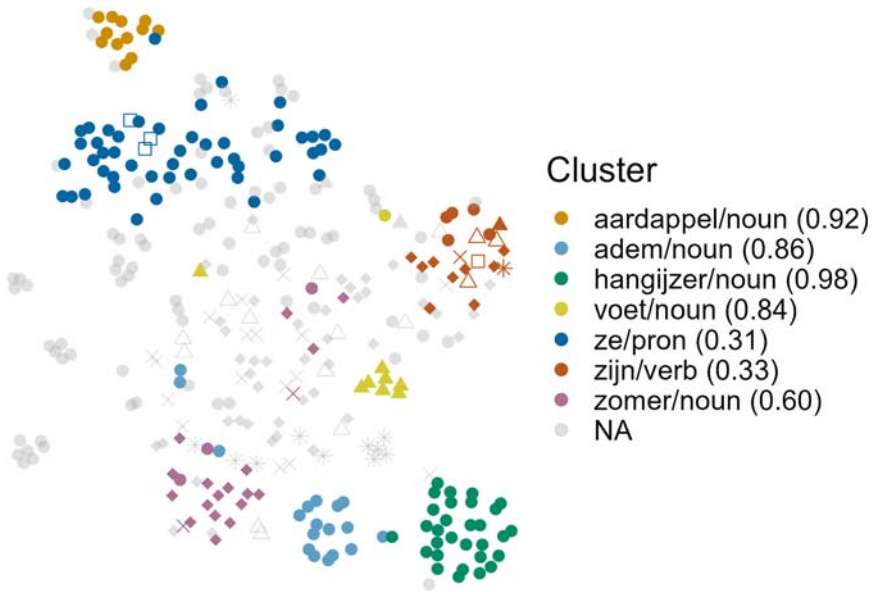 Cluster
aardappel/noun (0.92)
adem/noun (0.86)
hangijzer/noun (0.98)
voet/noun (0.84)
ze/pron (0.31)
zijn/verb (0.33)
zomer/noun (0.60)
NA